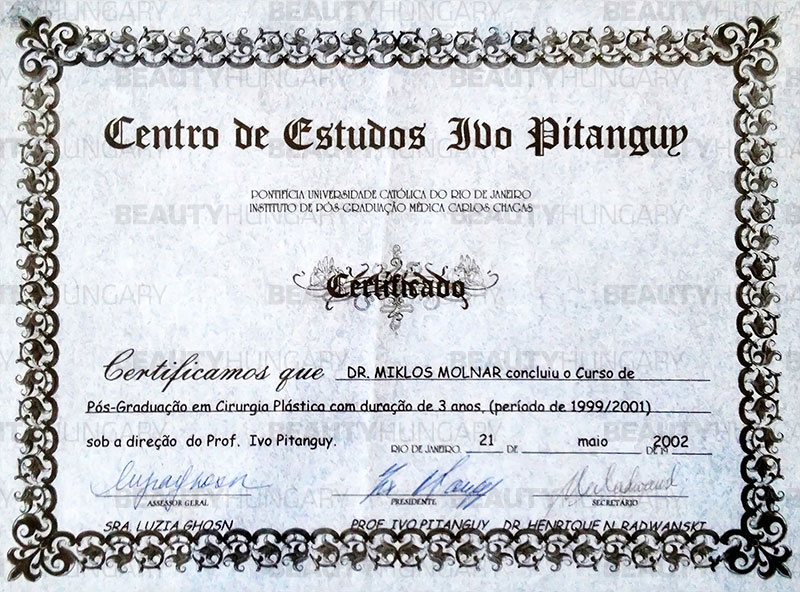 Centro de Estudos Ivo Pitanguy
PONTIFÍCIA UNIVERSIDADE CATÓLICA DO RIO DE JANEIRO
INSTITUTO DE PÓS-GRADUAÇÃO MÉDICA CARLOS CHAGAS
Certificado
Certificamos que DR. MIKLOS MOLNAR concluiu o Curso de
Pós-Graduação em Cirurgia Plástica com duração de 3 anos, (período de 1999/2001)
sob a direção do Prof. Ivo Pitanguy. RIO DE JANEIRO, 21 DE maio DE 19 2002
ASSESSOR GERAL PRESIDENTE SECRETÁRIO
SRA. LUZIA GHOSN PROF. IVO PITANGUY DR. HENRIQUE N. RADWANSKI
BEAUTYHUNGARY